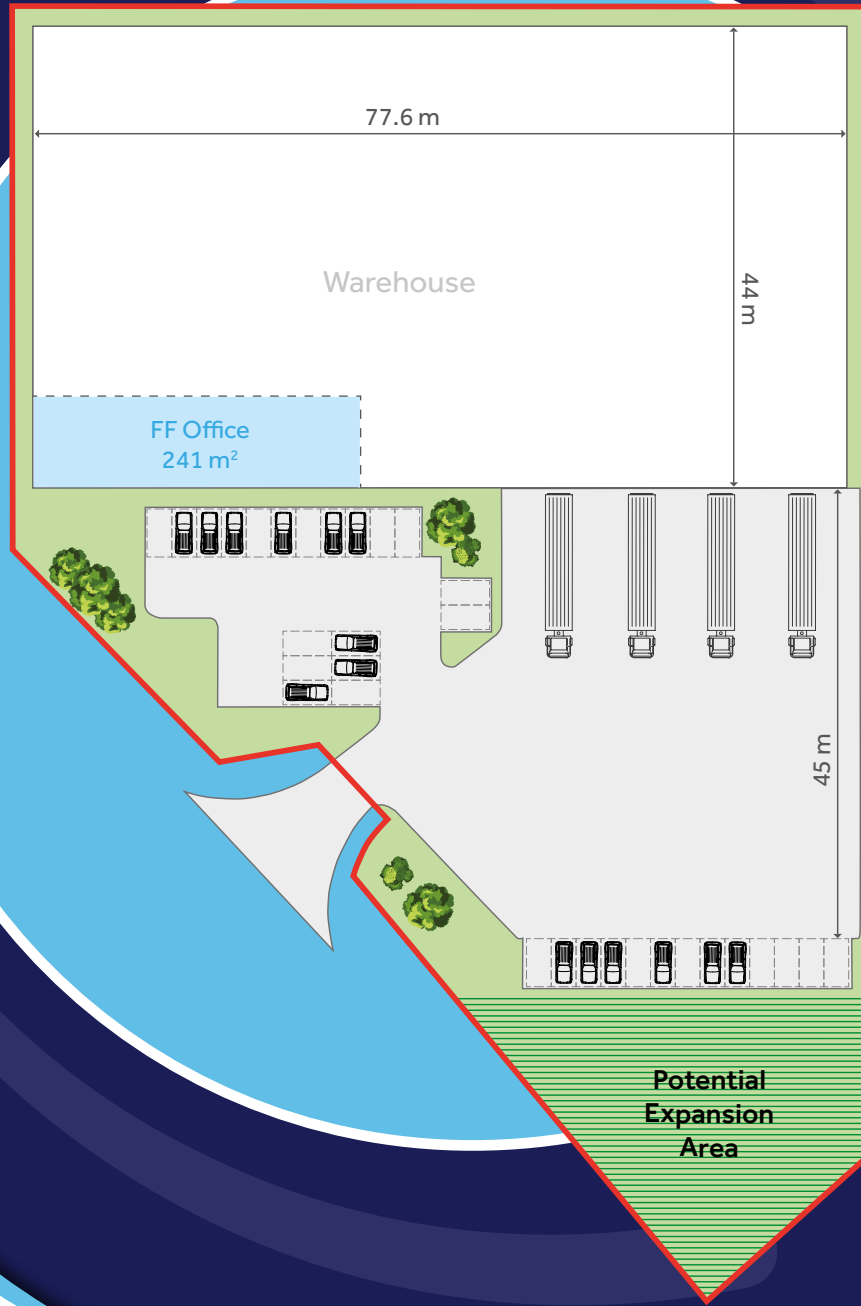 77.6 m
Warehouse
44 m
FF Office
241 m²
45 m
Potential
Expansion
Area